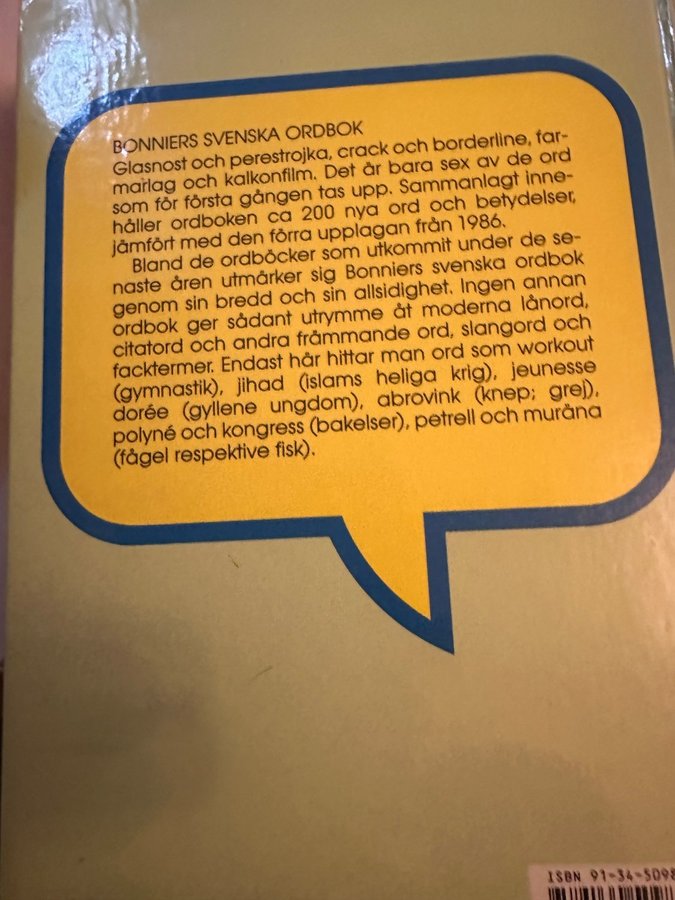 BONNIERS SVENSKA ORDBOK
Glasnost och perestrojka, crack och borderline, far-
marlag och kalkonfilm. Det är bara sex av de ord
som för första gången tas upp. Sammanlagt inne-
håller ordboken ca 200 nya ord och betydelser,
jämfört med den förra upplagan från 1986.
Bland de ordböcker som utkommit under de se-
naste åren utmärker sig Bonniers svenska ordbok
genom sin bredd och sin allsidighet. Ingen annan
ordbok ger sådant utrymme åt moderna lånord,
citatord och andra främmande ord, slangord och
facktermer. Endast här hittar man ord som workout
(gymnastik), jihad (islams heliga krig), jeunesse
dorée (gyllene ungdom), abrovink (knep; grej),
polyné och kongress (bakelser), petrell och muräna
(fågel respektive fisk).
ISBN 91-34-5098